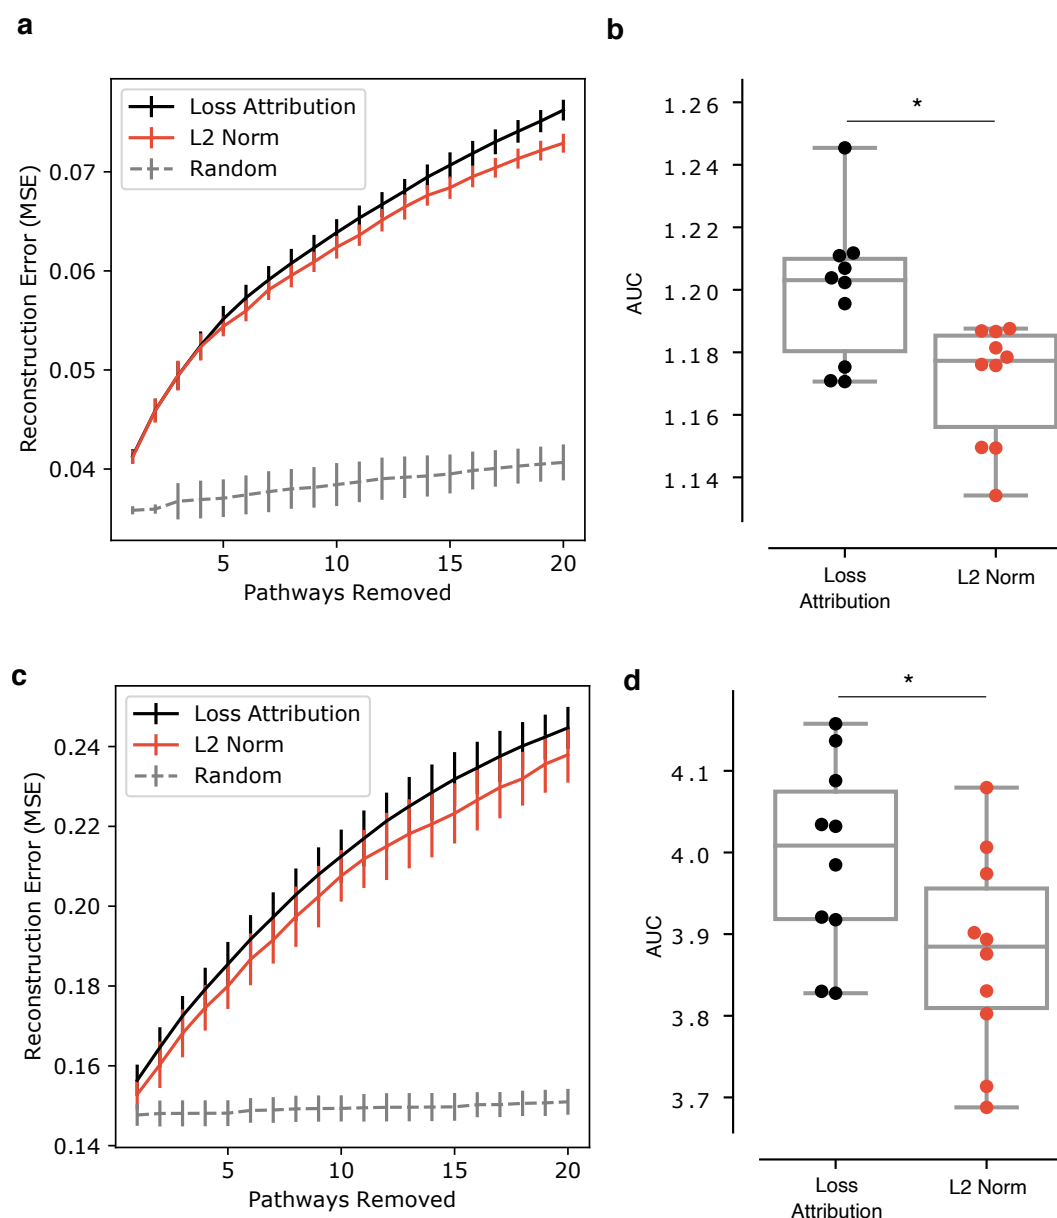 a
Loss Attribution
L2 Norm
Random
Reconstruction Error (MSE)
0.07
0.06
0.05
0.04
5
10
15
20
Pathways Removed
b
*
AUC
1.26
1.24
1.22
1.20
1.18
1.16
1.14
Loss
Attribution
L2 Norm
c
Loss Attribution
L2 Norm
Random
Reconstruction Error (MSE)
0.24
0.22
0.20
0.18
0.16
0.14
5
10
15
20
Pathways Removed
d
*
AUC
4.1
4.0
3.9
3.8
3.7
Loss
Attribution
L2 Norm